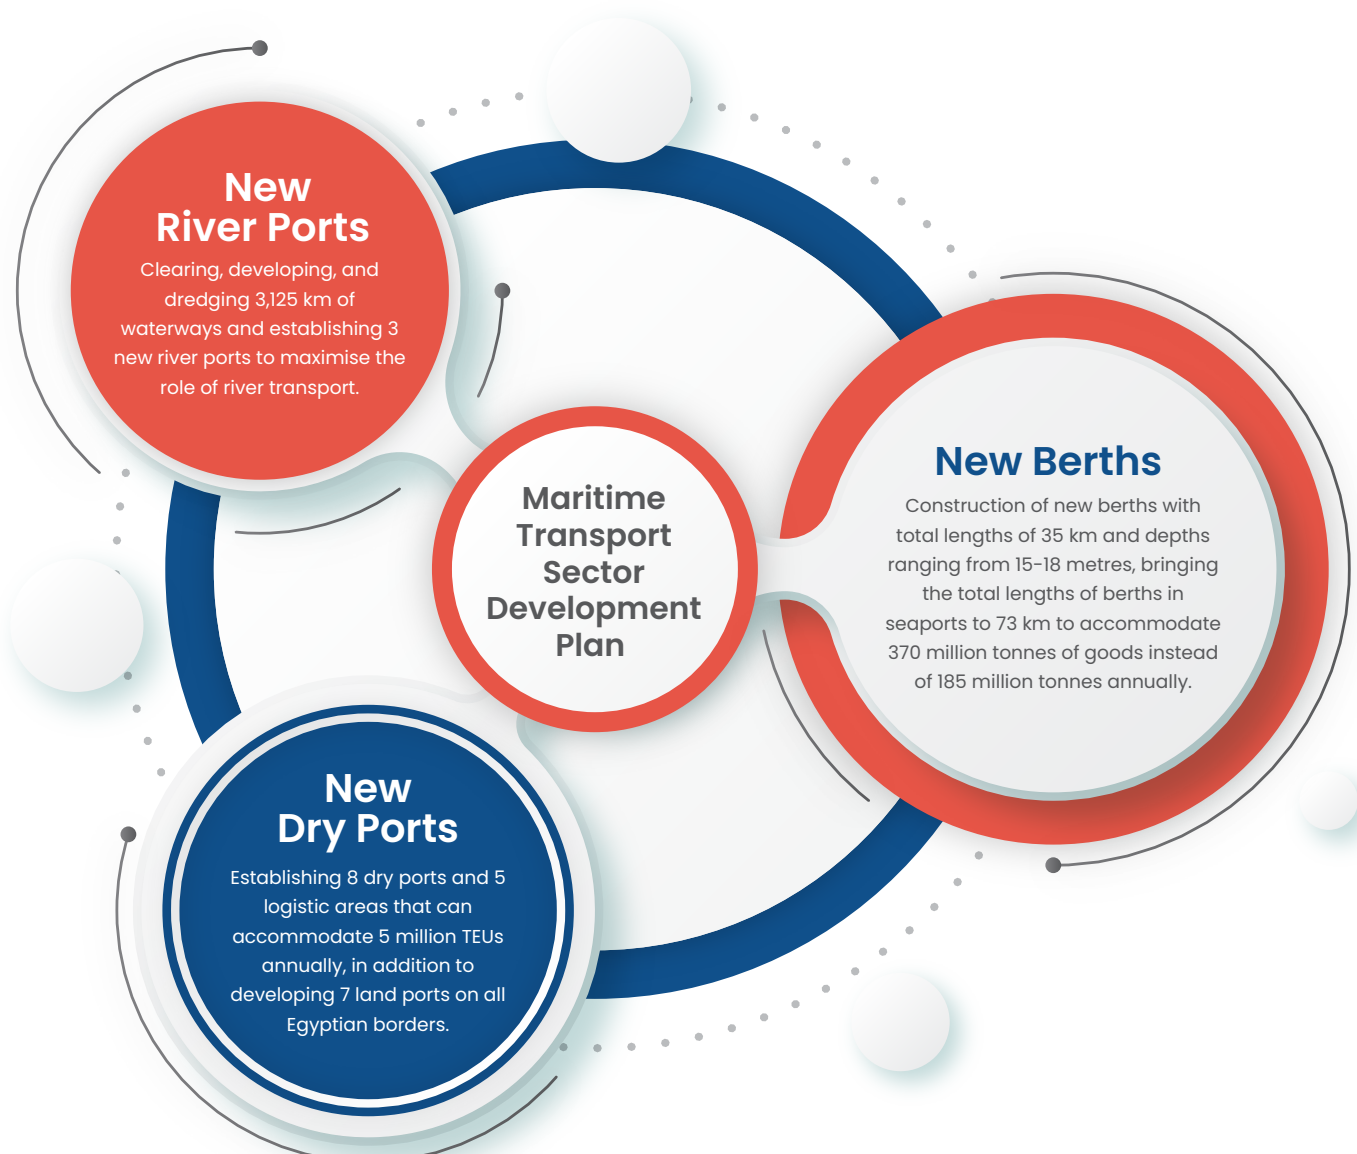 New
River Ports
Clearing, developing, and
dredging 3,125 km of
waterways and establishing 3
new river ports to maximise the
role of river transport.
Maritime
Transport
Sector
Development
Plan
New Berths
Construction of new berths with
total lengths of 35 km and depths
ranging from 15-18 metres, bringing
the total lengths of berths in
seaports to 73 km to accommodate
370 million tonnes of goods instead
of 185 million tonnes annually.
New
Dry Ports
Establishing 8 dry ports and 5
logistic areas that can
accommodate 5 million TEUs
annually, in addition to
developing 7 land ports on all
Egyptian borders.